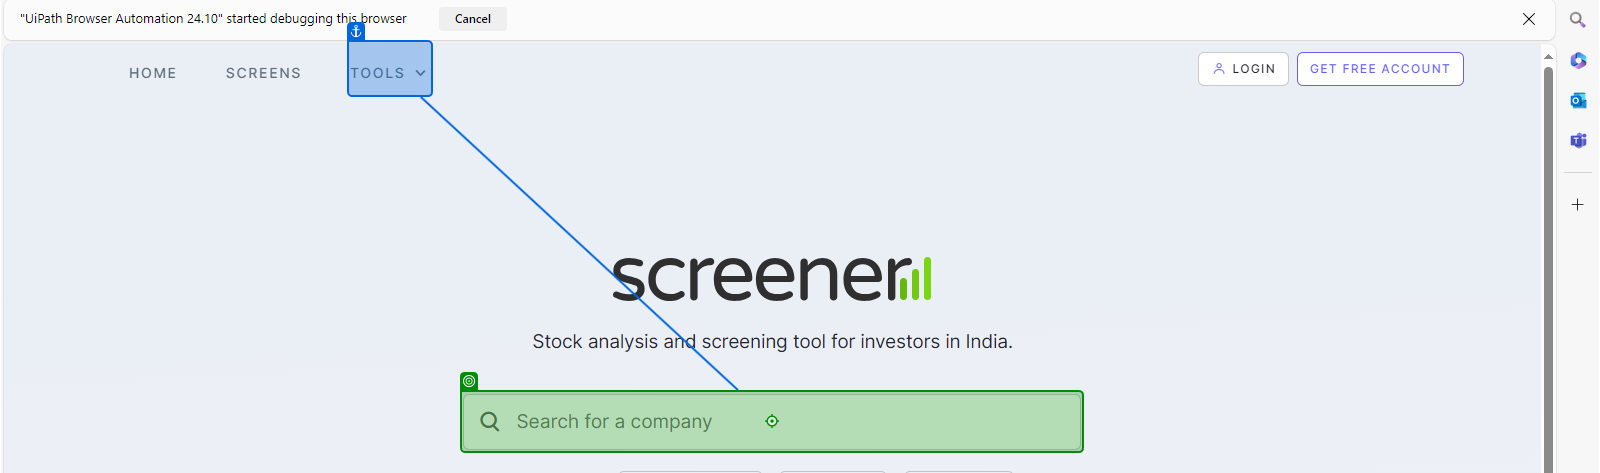 "UiPath Browser Automation 24.10" started debugging this browser
Cancel
HOME
SCREENS
TOOLS
LOGIN
GET FREE ACCOUNT
screener
Stock analysis and screening tool for investors in India.
Search for a company